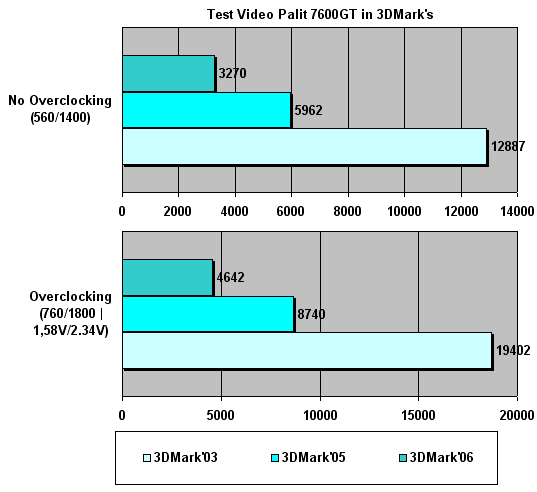 Test Video Palit 7600GT in 3DMark's
No Overclocking
(560/1400)
3270
5962
12887
0 2000 4000 6000 8000 10000 12000 14000
Overclocking
(760/1800 |
1,58V/2.34V)
4642
8740
19402
0 5000 10000 15000 20000
3DMark'03 3DMark'05 3DMark'06